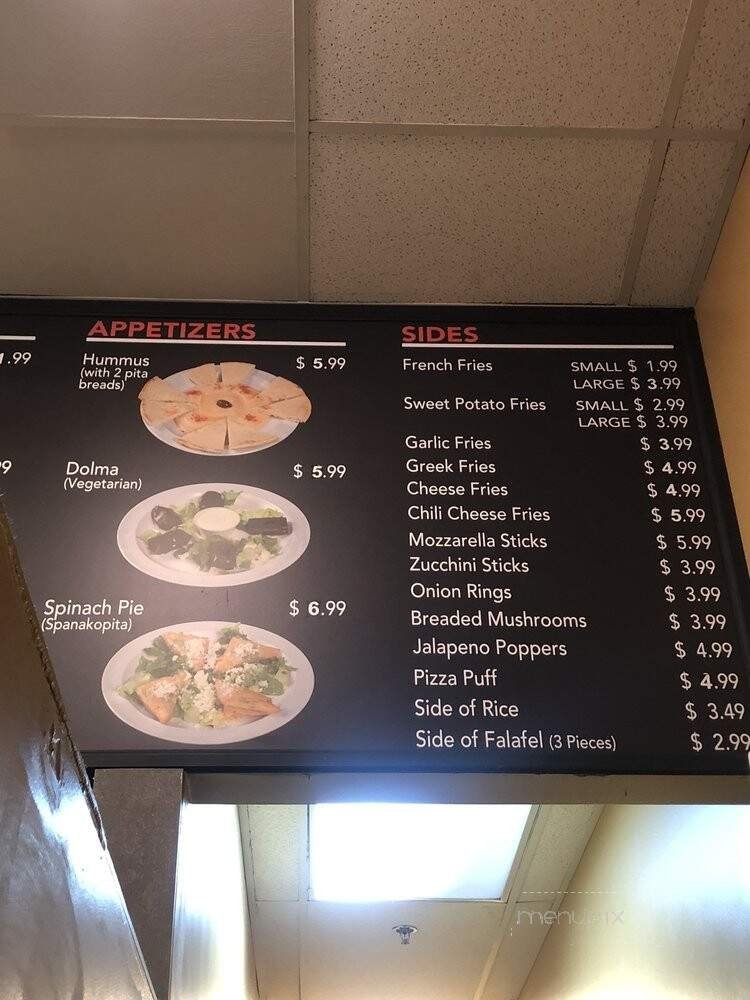 1.99
99
APPETIZERS
Hummus $ 5.99
(with 2 pita
breads)
Dolma $ 5.99
(Vegetarian)
Spinach Pie $ 6.99
(Spanakopita)
SIDES
French Fries SMALL $ 1.99
LARGE $ 3.99
Sweet Potato Fries SMALL $ 2.99
LARGE $ 3.99
Garlic Fries $ 3.99
Greek Fries $ 4.99
Cheese Fries $ 4.99
Chili Cheese Fries $ 5.99
Mozzarella Sticks $ 5.99
Zucchini Sticks $ 3.99
Onion Rings $ 3.99
Breaded Mushrooms $ 3.99
Jalapeno Poppers $ 4.99
Pizza Puff $ 4.99
Side of Rice $ 3.49
Side of Falafel (3 Pieces) $ 2.99
menupix